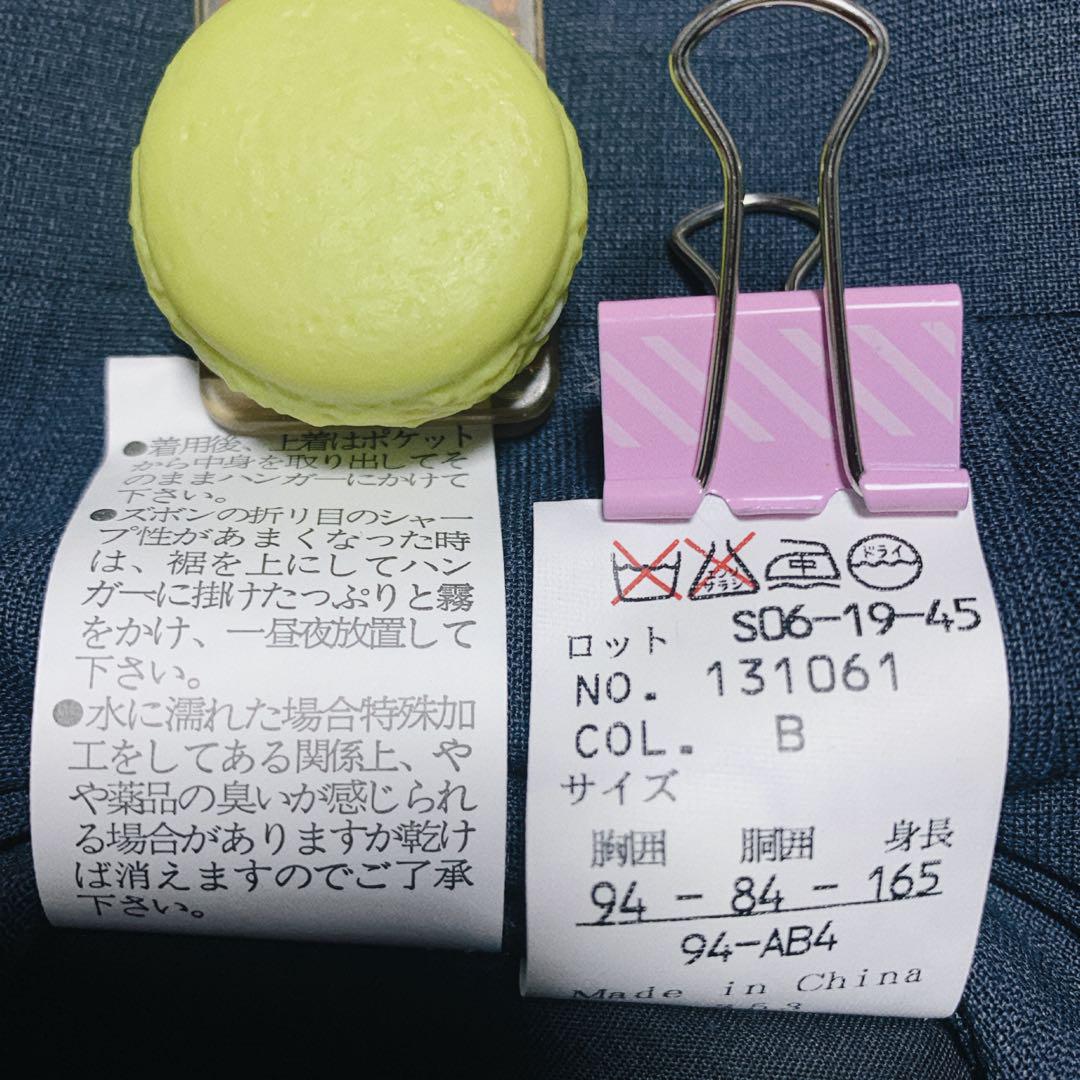 ●着用後、上着はポケット
から中身を取り出してそ
のままハンガーにかけて
下さい。
●ズボンの折り目のシャー
プ性があまくなった時
は、裾を上にしてハン
ガーに掛けたっぷりと霧
をかけ、一昼夜放置して
下さい。
●水に濡れた場合特殊加
工をしてある関係上、や
や薬品の臭いが感じられ
る場合がありますが乾け
ば消えますのでご了承
下さい。
エンソ
サラシ
中
ドライ
S06-19-45
ロット
NO. 131061
COL. B
サイズ
胸囲 胴囲 身長
94 - 84 - 165
94-AB4
Made in China